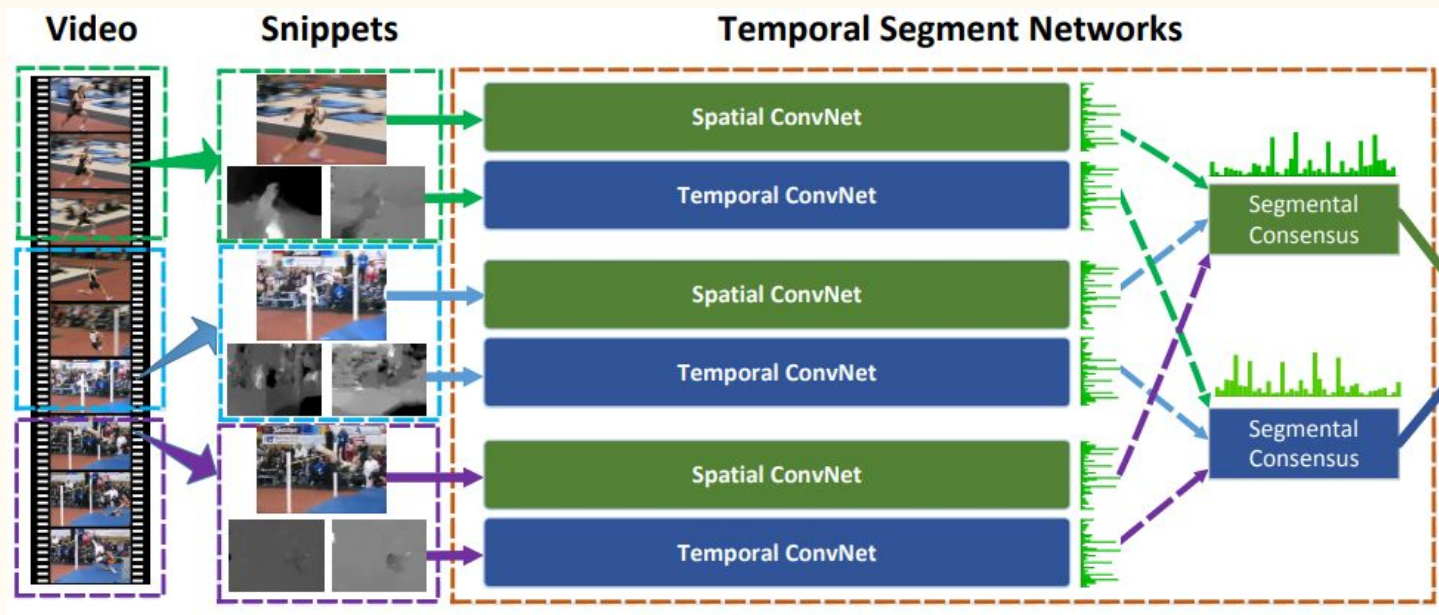 Video
Snippets
Temporal Segment Networks
Spatial ConvNet
Temporal ConvNet
Spatial ConvNet
Temporal ConvNet
Spatial ConvNet
Temporal ConvNet
Segmental
Consensus
Segmental
Consensus